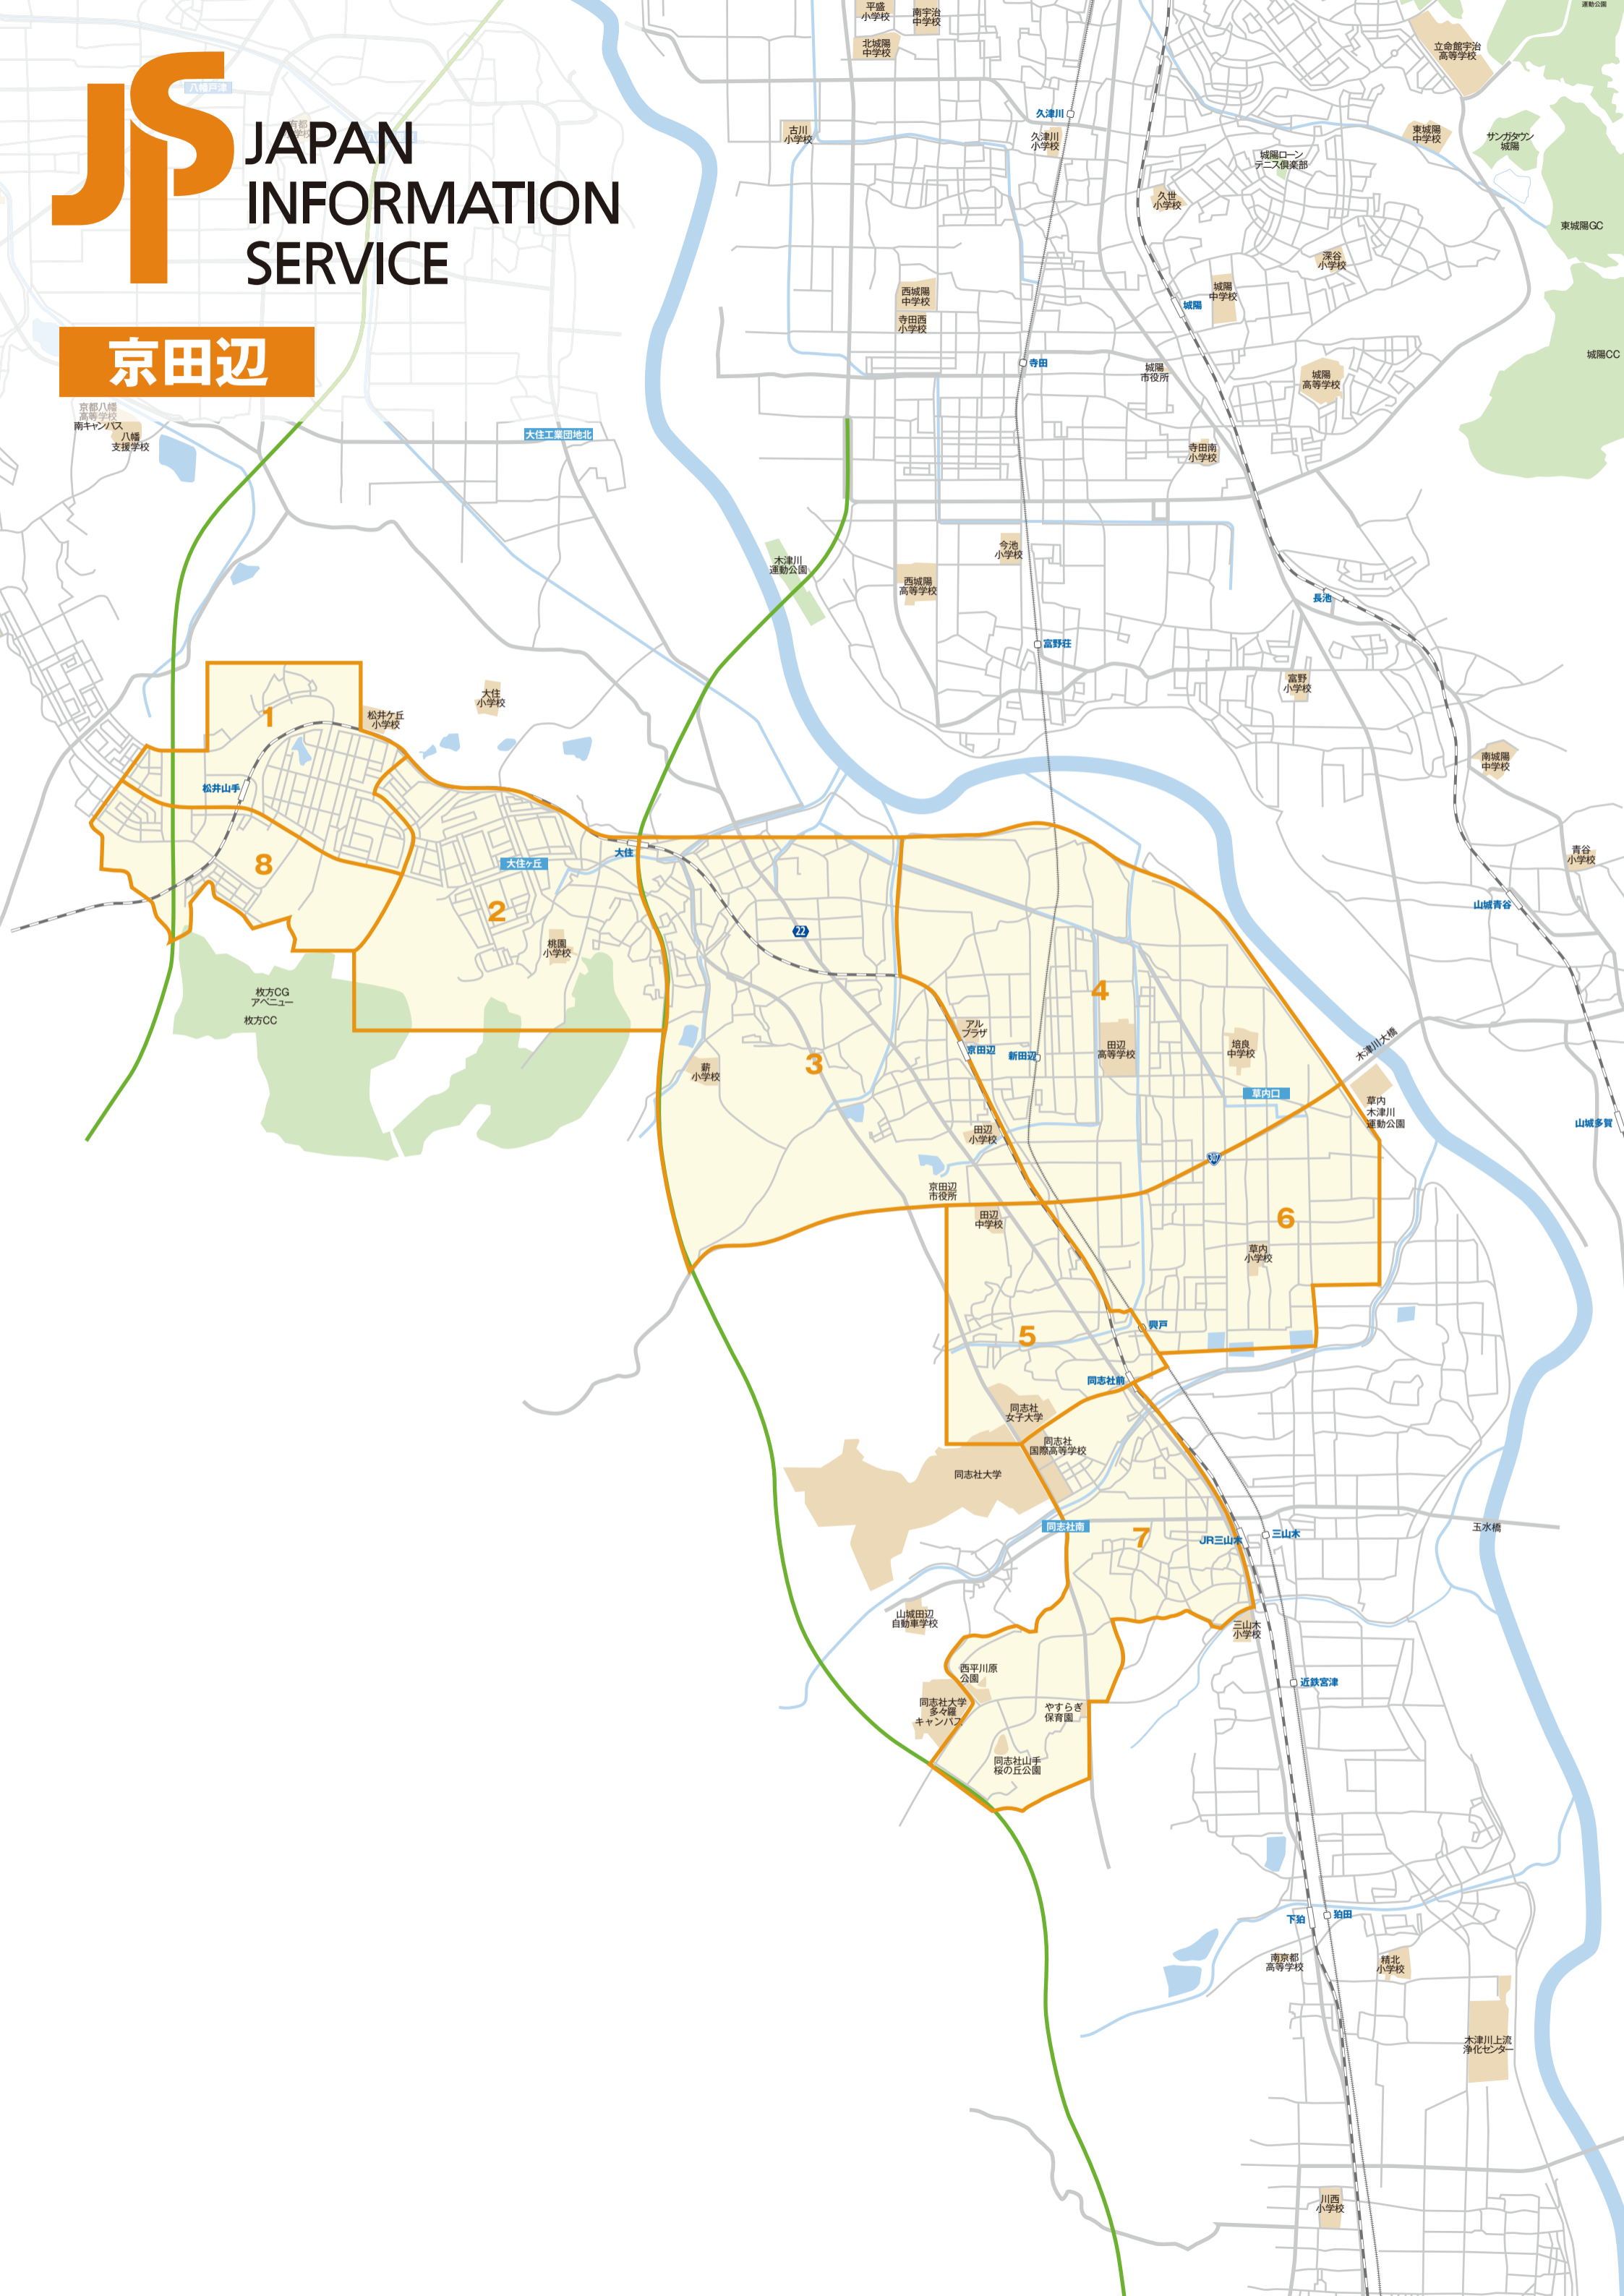 JAPAN
INFORMATION
SERVICE
京田辺
八幡戸津
平盛
小学校
南宇治
中学校
北城陽
中学校
運動公園
立命館宇治
高等学校
古川
小学校
久津川
久津川
小学校
城陽ローン
テニス倶楽部
東城陽
中学校
サンガタウン
城陽
久世
小学校
東城陽GC
深谷
小学校
西城陽
中学校
城陽
中学校
城陽
寺田西
小学校
寺田
城陽
市役所
城陽
高等学校
城陽CC
京都八幡
高等学校
南キャンパス
八幡
支援学校
大住工業団地北
寺田南
小学校
今池
小学校
木津川
運動公園
西城陽
高等学校
長池
富野荘
富野
小学校
大住
小学校
松井ケ丘
小学校
1
南城陽
中学校
松井山手
大住
大住ヶ丘
8
2
青谷
小学校
山城青谷
22
桃園
小学校
枚方CG
アベニュー
枚方CC
4
アル
プラザ
京田辺
新田辺
田辺
高等学校
培良
中学校
木津川大橋
3
薪
小学校
草内口
草内
木津川
運動公園
山城多賀
田辺
小学校
307
京田辺
市役所
田辺
中学校
6
草内
小学校
5
興戸
同志社前
同志社
女子大学
同志社
国際高等学校
同志社大学
同志社南
7
JR三山木
三山木
玉水橋
山城田辺
自動車学校
三山木
小学校
西平川原
公園
近鉄宮津
同志社大学
多々羅
キャンパス
やすらぎ
保育園
同志社山手
桜の丘公園
下狛
狛田
南京都
高等学校
精北
小学校
木津川上流
浄化センター
川西
小学校